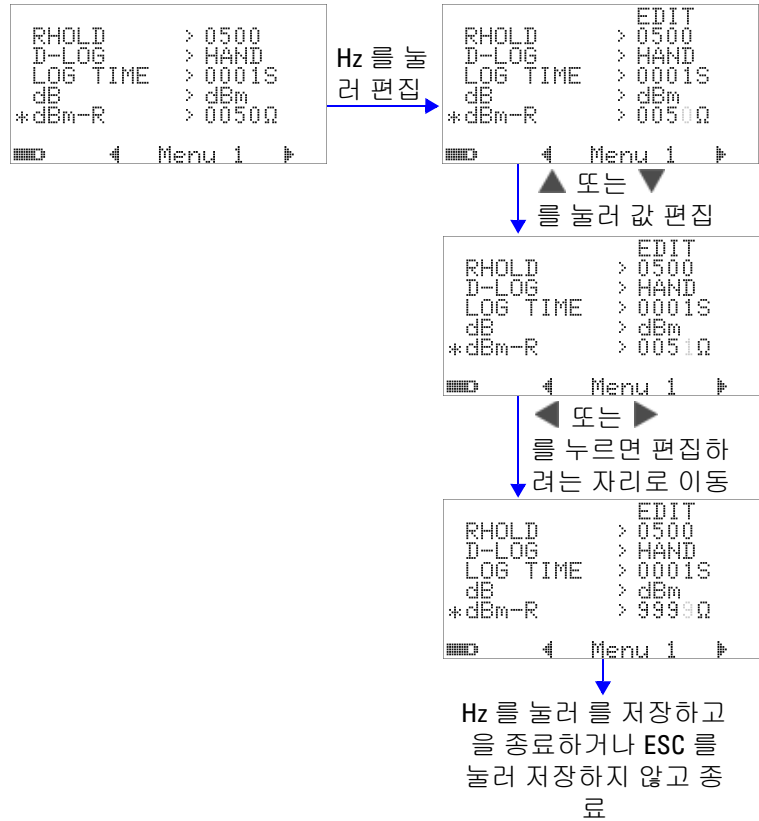 RHOLD > 0500
D-LOG > HAND
LOG TIME > 0001S
dB > dBm
*dBm-R > 0050Ω
Menu 1
Hz 를 눌
러 편집
EDIT
RHOLD > 0500
D-LOG > HAND
LOG TIME > 0001S
dB > dBm
*dBm-R > 0050Ω
Menu 1
▲ 또는 ▼
를 눌러 값 편집
EDIT
RHOLD > 0500
D-LOG > HAND
LOG TIME > 0001S
dB > dBm
*dBm-R > 0051Ω
Menu 1
◀ 또는 ▶
를 누르면 편집하
려는 자리로 이동
EDIT
RHOLD > 0500
D-LOG > HAND
LOG TIME > 0001S
dB > dBm
*dBm-R > 9999Ω
Menu 1
Hz 를 눌러 를 저장하고
을 종료하거나 ESC 를
눌러 저장하지 않고 종
료